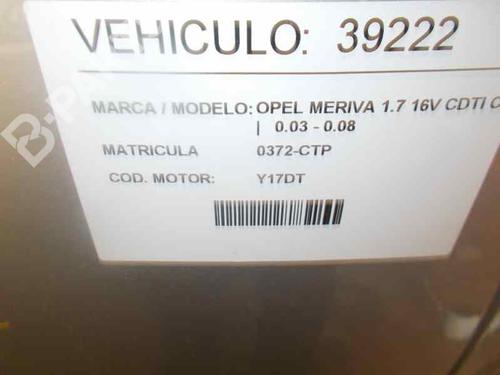 VEHICULO: 39222
MARCA / MODELO: OPEL MERIVA 1.7 16V CDTI
| 0.03 - 0.08
MATRICULA 0372-CTP
COD. MOTOR: Y17DT